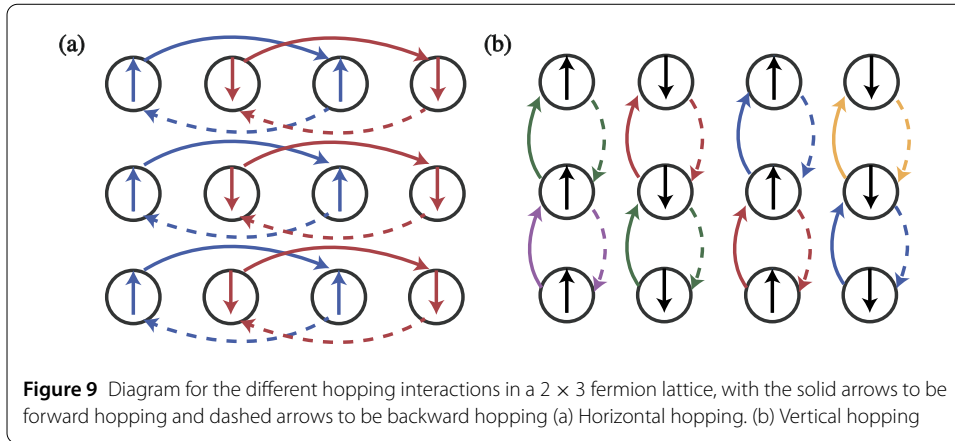 (a)
(b)
Figure 9 Diagram for the different hopping interactions in a 2 × 3 fermion lattice, with the solid arrows to be
forward hopping and dashed arrows to be backward hopping (a) Horizontal hopping. (b) Vertical hopping